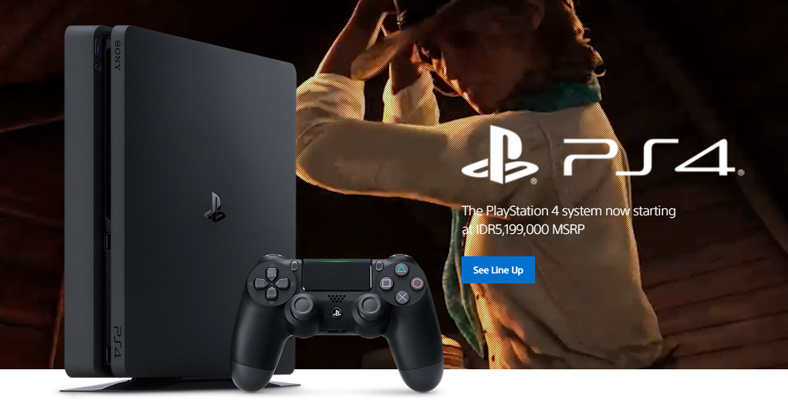 SONY
PS4
PS4
The PlayStation 4 system now starting
at IDR5,199,000 MSRP
See Line Up